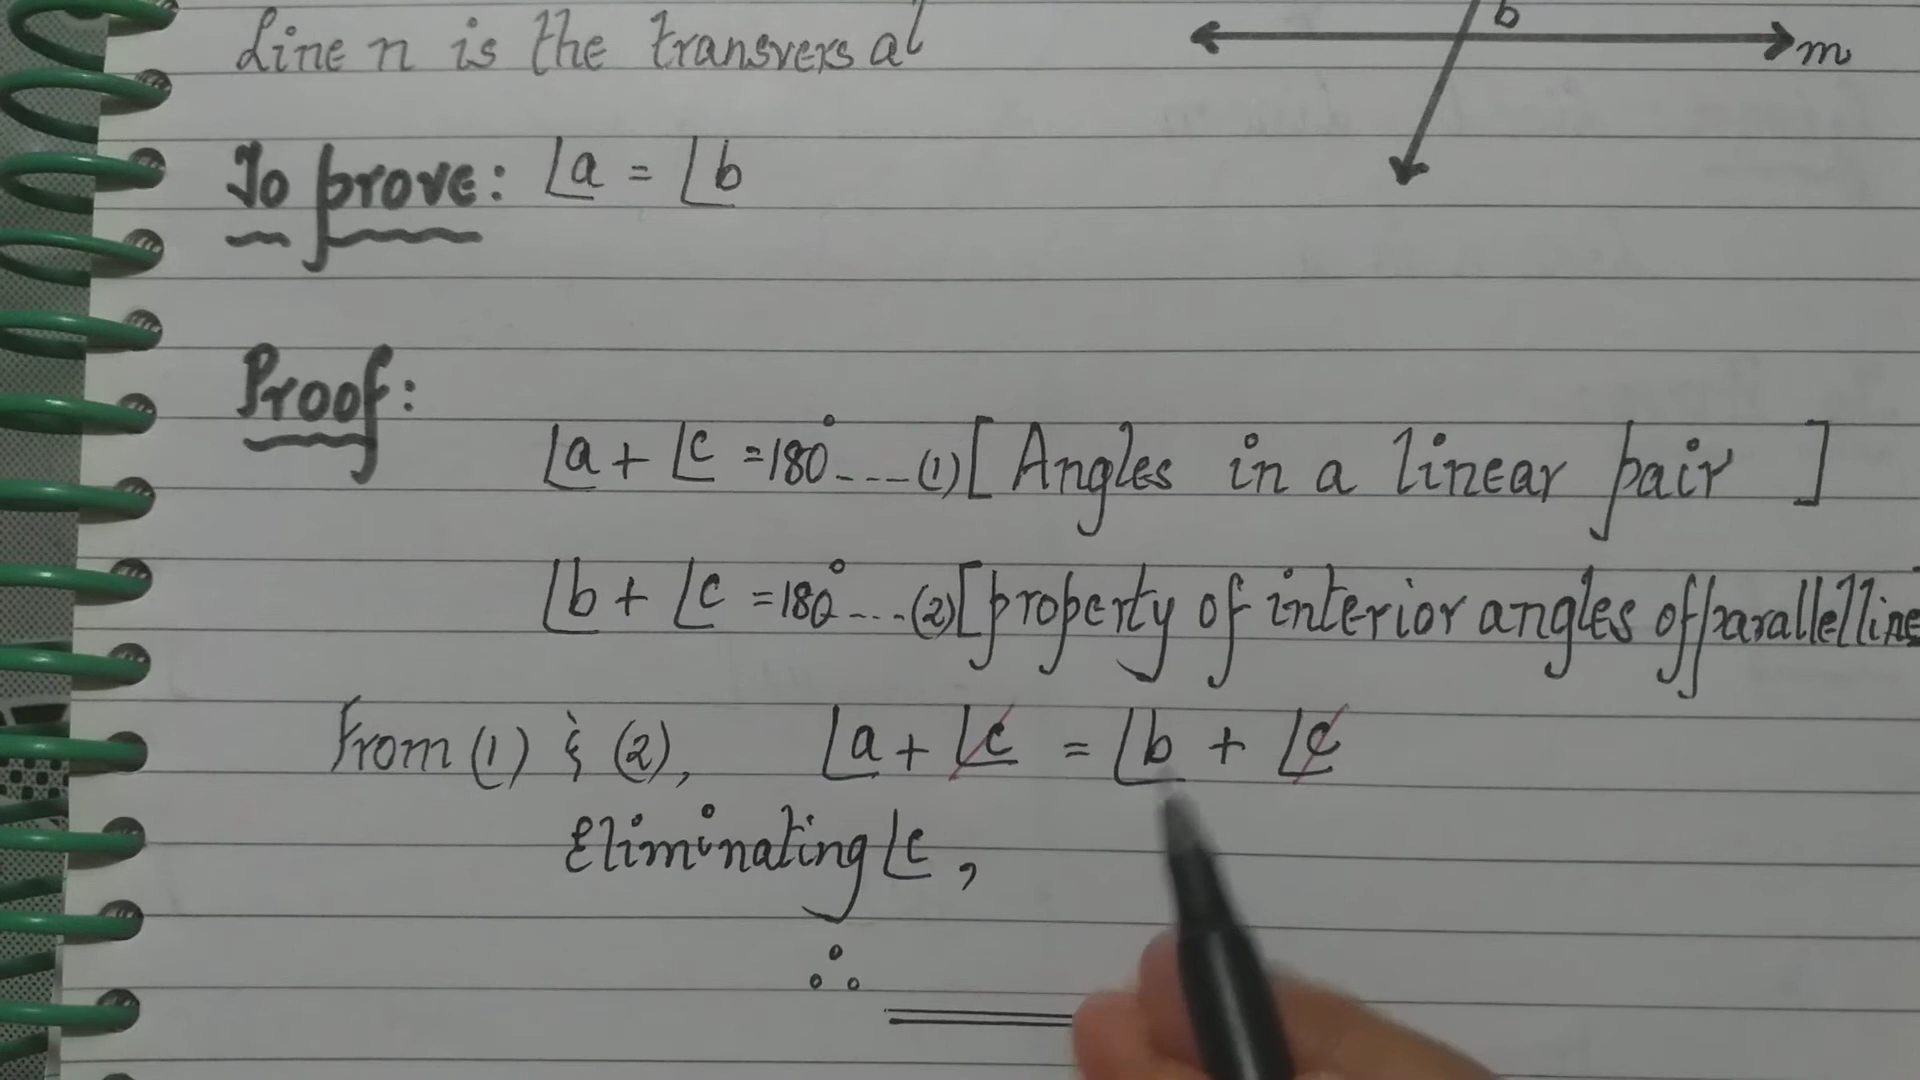 Line n is the transversal
b
m
To prove: ∠a = ∠b
Proof:
∠a + ∠c = 180° ---- (1) [Angles in a linear pair]
∠b + ∠c = 180° ---- (2) [property of interior angles of parallel line
From (1) & (2), ∠a + ∠c = ∠b + ∠c
Eliminating ∠c,
∴